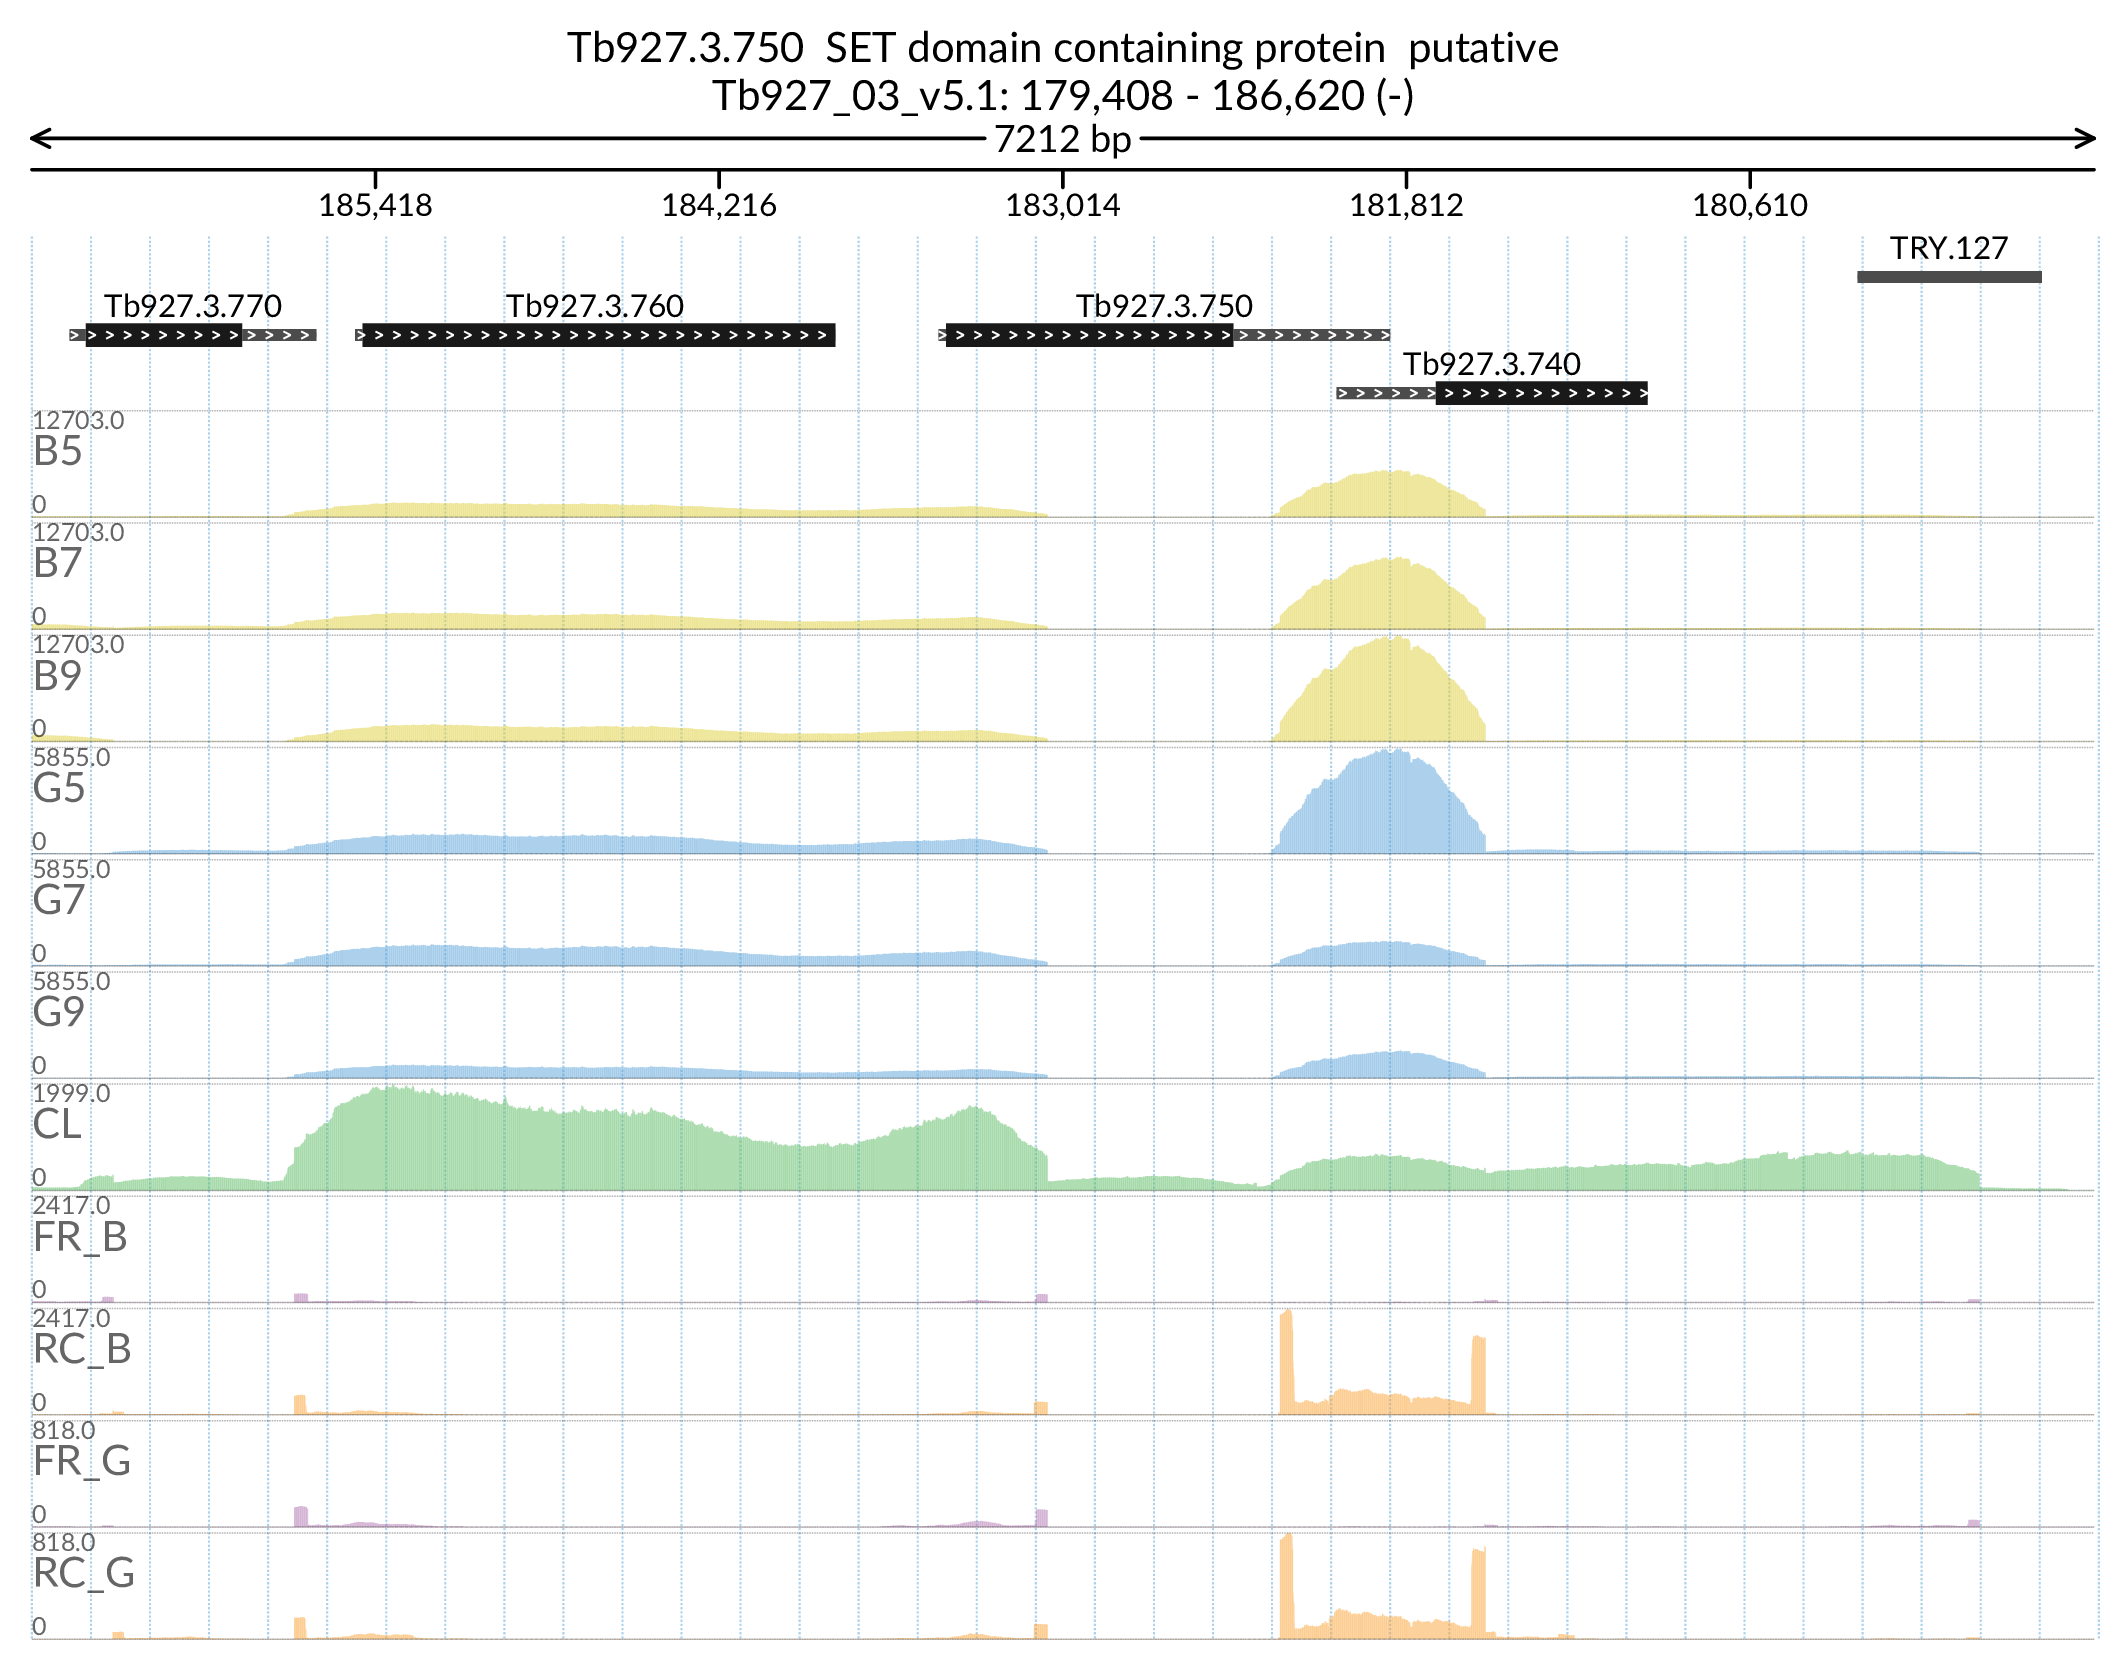 Tb927.3.750  SET domain containing protein  putative
Tb927_03_v5.1: 179,408 - 186,620 (-)
7212 bp
185,418 184,216 183,014 181,812 180,610
TRY.127
Tb927.3.770 Tb927.3.760 Tb927.3.750
Tb927.3.740
12703.0
B5
0
12703.0
B7
0
12703.0
B9
0
5855.0
G5
0
5855.0
G7
0
5855.0
G9
0
1999.0
CL
0
2417.0
FR_B
0
2417.0
RC_B
0
818.0
FR_G
0
818.0
RC_G
0